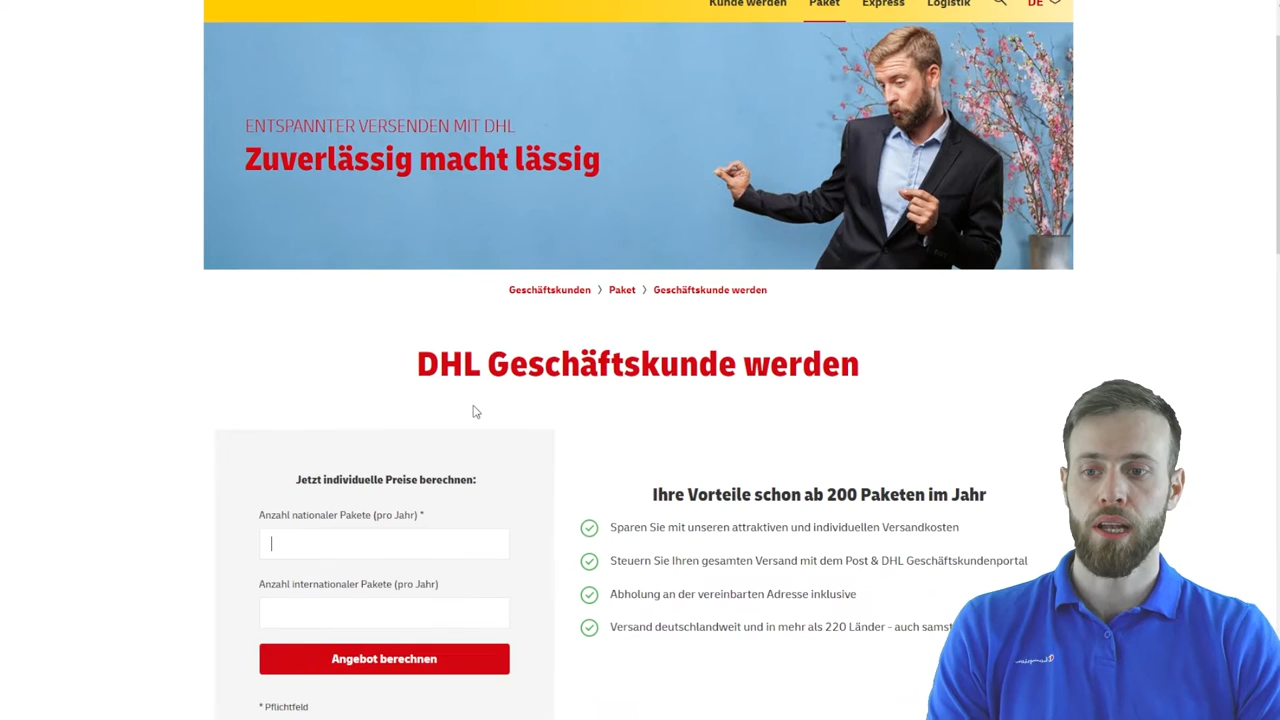 Kunde werden Paket Express Logistik DE
ENTSPANNTER VERSENDEN MIT DHL
Zuverlässig macht lässig
Geschäftskunden > Paket > Geschäftskunde werden
DHL Geschäftskunde werden
Jetzt individuelle Preise berechnen:
Anzahl nationaler Pakete (pro Jahr) *
Anzahl internationaler Pakete (pro Jahr)
Angebot berechnen
* Pflichtfeld
Ihre Vorteile schon ab 200 Paketen im Jahr
Sparen Sie mit unseren attraktiven und individuellen Versandkosten
Steuern Sie Ihren gesamten Versand mit dem Post & DHL Geschäftskundenportal
Abholung an der vereinbarten Adresse inklusive
Versand deutschlandweit und in mehr als 220 Länder - auch